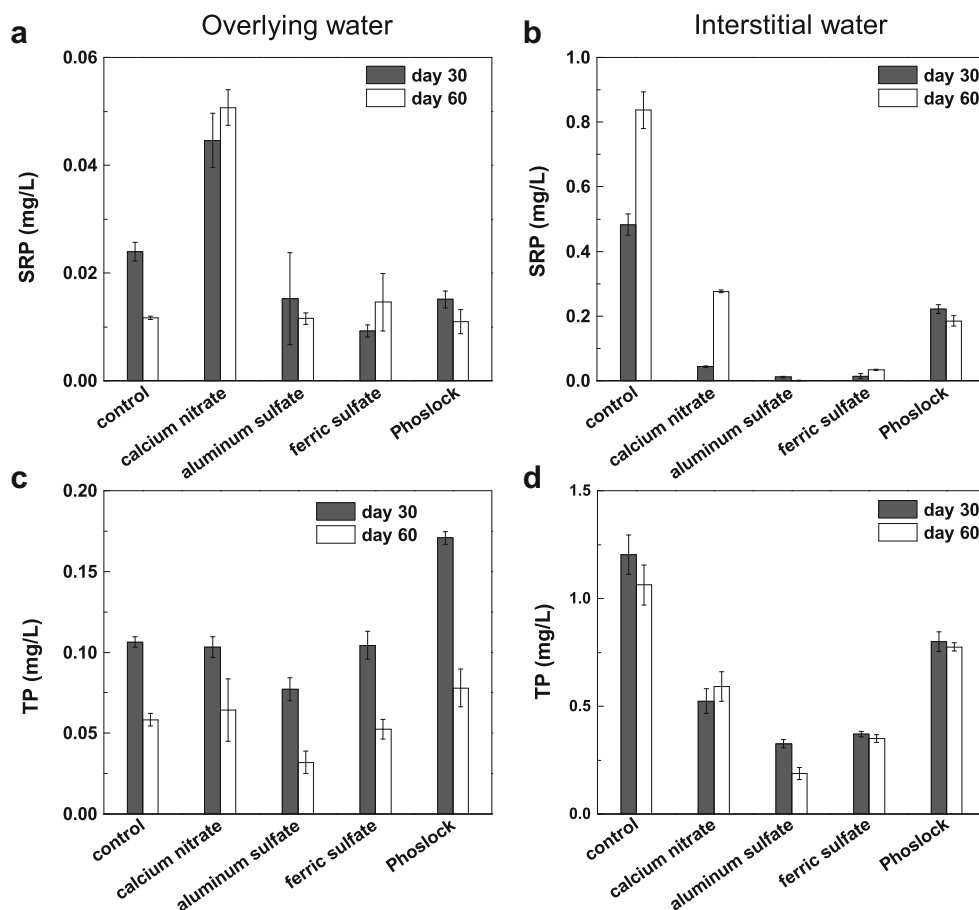 Overlying water
Interstitial water
a
0.06
0.04
0.02
0.00
SRP (mg/L)
day 30
day 60
control
calcium nitrate
aluminum sulfate
ferric sulfate
Phoslock
b
1.0
0.8
0.6
0.4
0.2
0.0
SRP (mg/L)
day 30
day 60
control
calcium nitrate
aluminum sulfate
ferric sulfate
Phoslock
c
0.20
0.15
0.10
0.05
0.00
TP (mg/L)
day 30
day 60
control
calcium nitrate
aluminum sulfate
ferric sulfate
Phoslock
d
1.5
1.0
0.5
0.0
TP (mg/L)
day 30
day 60
control
calcium nitrate
aluminum sulfate
ferric sulfate
Phoslock